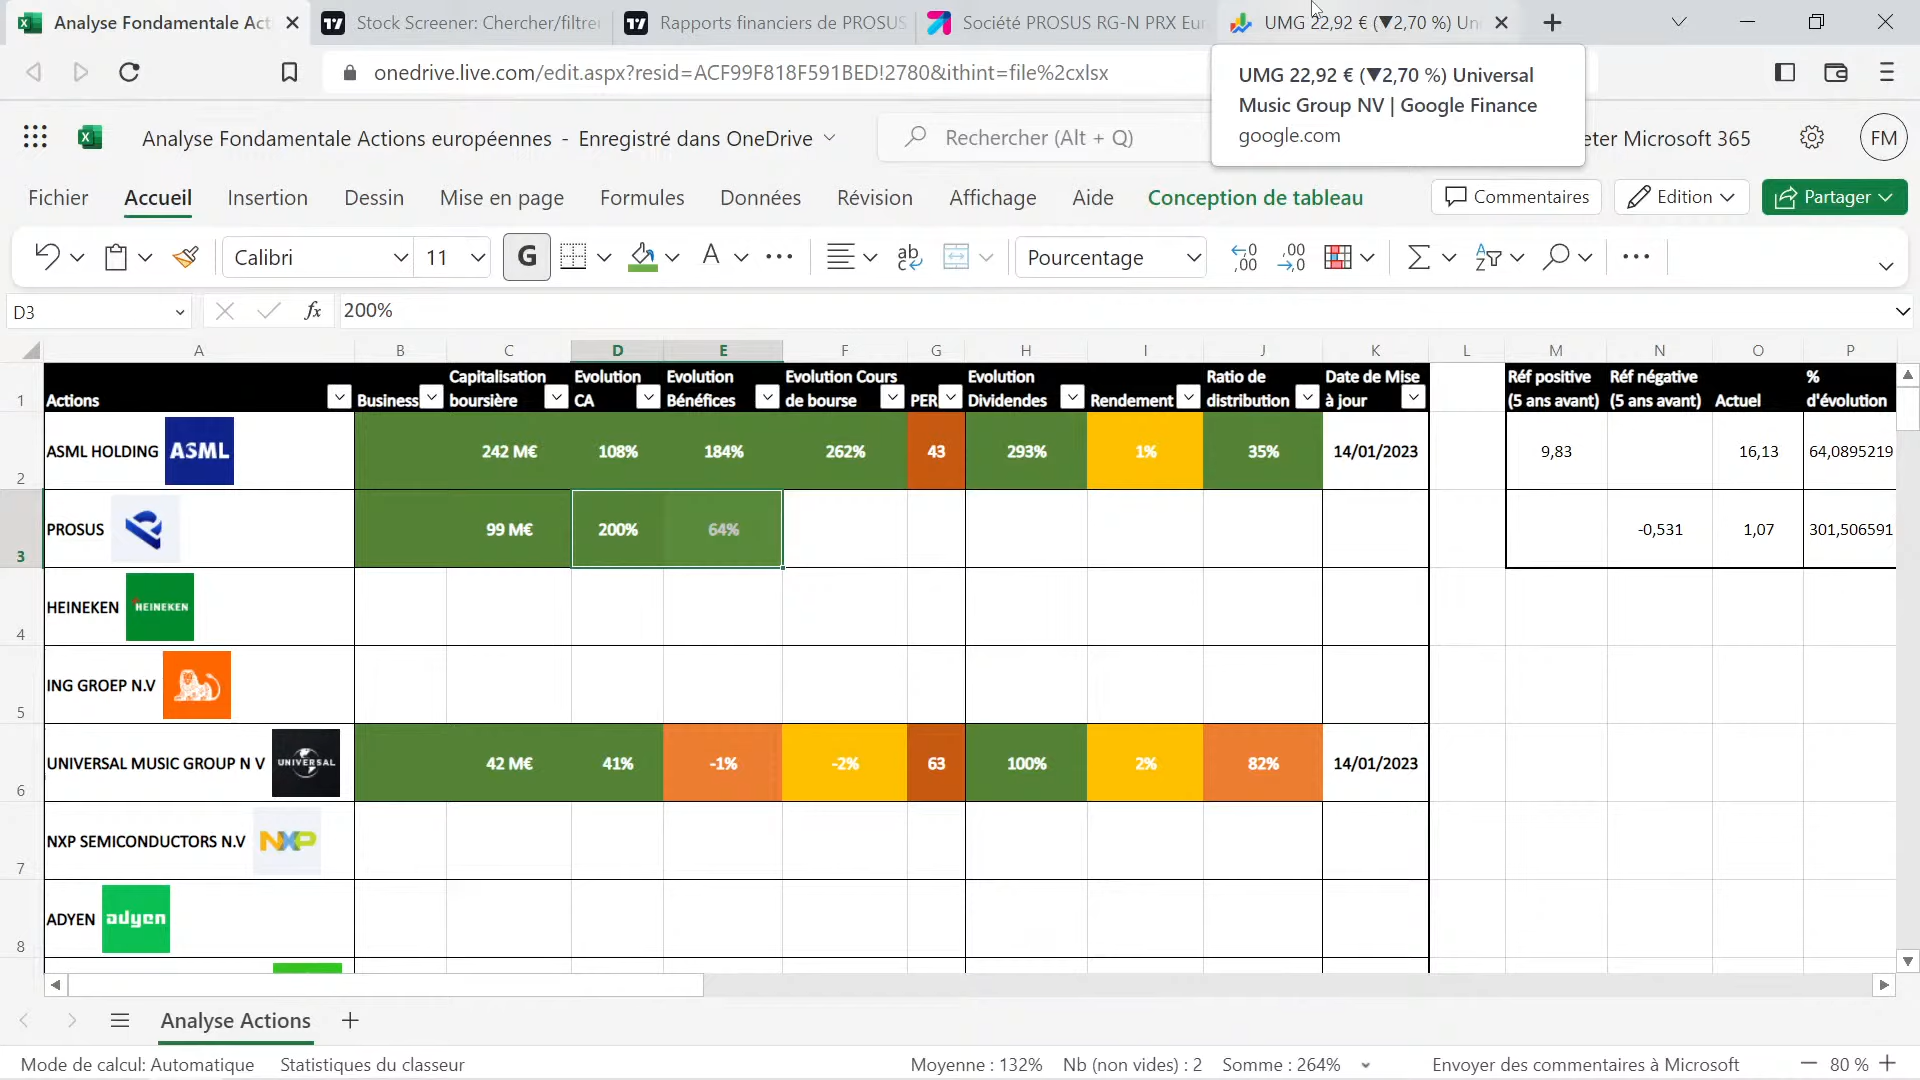 Analyse Fondamentale Act
Stock Screener: Chercher/filtre
Rapports financiers de PROSUS
Société PROSUS RG-N PRX Eu
UMG 22,92 € (▼2,70 %) Un
onedrive.live.com/edit.aspx?resid=ACF99F818F591BED!2780&ithint=file%2cxlsx
UMG 22,92 € (▼2,70 %) Universal
Music Group NV | Google Finance
google.com
Analyse Fondamentale Actions européennes - Enregistré dans OneDrive
Rechercher (Alt + Q)
eter Microsoft 365
FM
Fichier Accueil Insertion Dessin Mise en page Formules Données Révision Affichage Aide Conception de tableau
Commentaires Edition Partager
Calibri 11 G Pourcentage
D3 fx 200%
A B C D E F G H I J K L M N O P
1 Actions Business Capitalisation boursière Evolution CA Evolution Bénéfices Evolution Cours de bourse PER Evolution Dividendes Rendement Ratio de distribution Date de Mise à jour Réf positive (5 ans avant) Réf négative (5 ans avant) Actuel % d'évolution
2 ASML HOLDING ASML 242 M€ 108% 184% 262% 43 293% 1% 35% 14/01/2023 9,83 16,13 64,0895219
3 PROSUS 99 M€ 200% 64% -0,531 1,07 301,506591
4 HEINEKEN HEINEKEN
5 ING GROEP N.V
6 UNIVERSAL MUSIC GROUP N V UNIVERSAL 42 M€ 41% -1% -2% 63 100% 2% 82% 14/01/2023
7 NXP SEMICONDUCTORS N.V NXP
8 ADYEN adyen
Analyse Actions
Mode de calcul: Automatique Statistiques du classeur Moyenne : 132% Nb (non vides) : 2 Somme : 264% Envoyer des commentaires à Microsoft 80 %